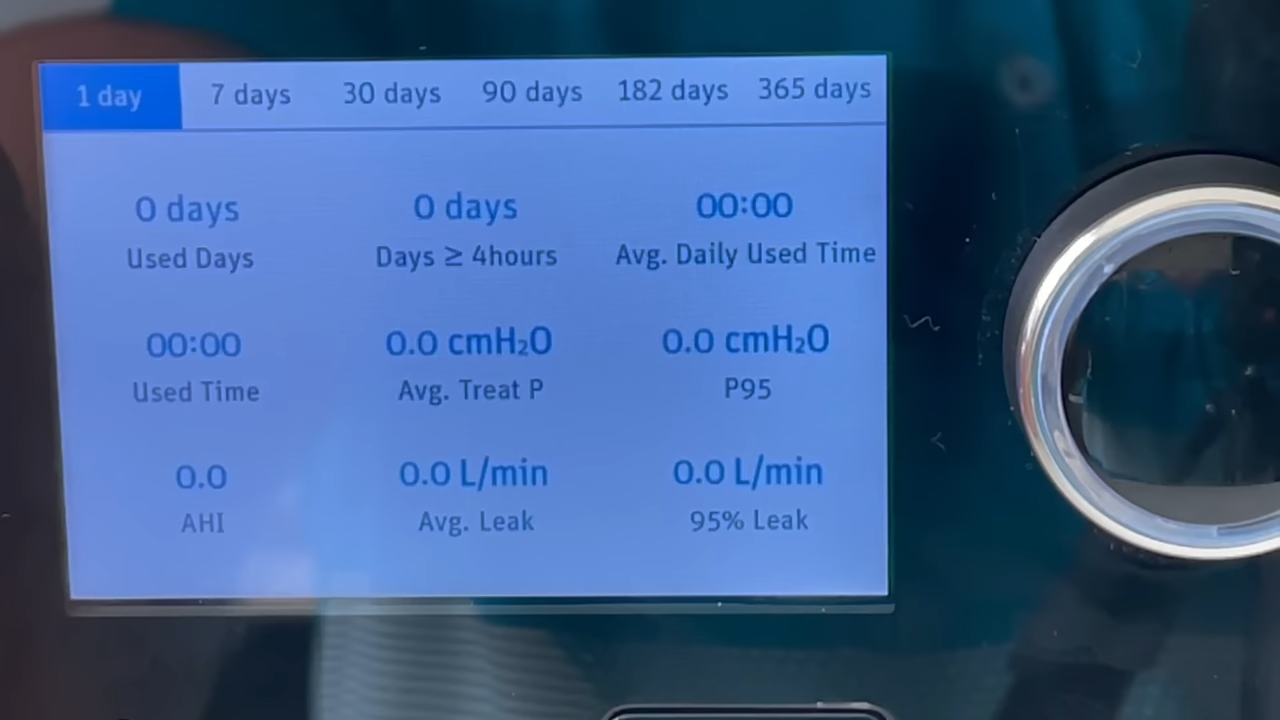 1 day 7 days 30 days 90 days 182 days 365 days
0 days 0 days 00:00
Used Days Days ≥ 4hours Avg. Daily Used Time
00:00 0.0 cmH₂O 0.0 cmH₂O
Used Time Avg. Treat P P95
0.0 0.0 L/min 0.0 L/min
AHI Avg. Leak 95% Leak